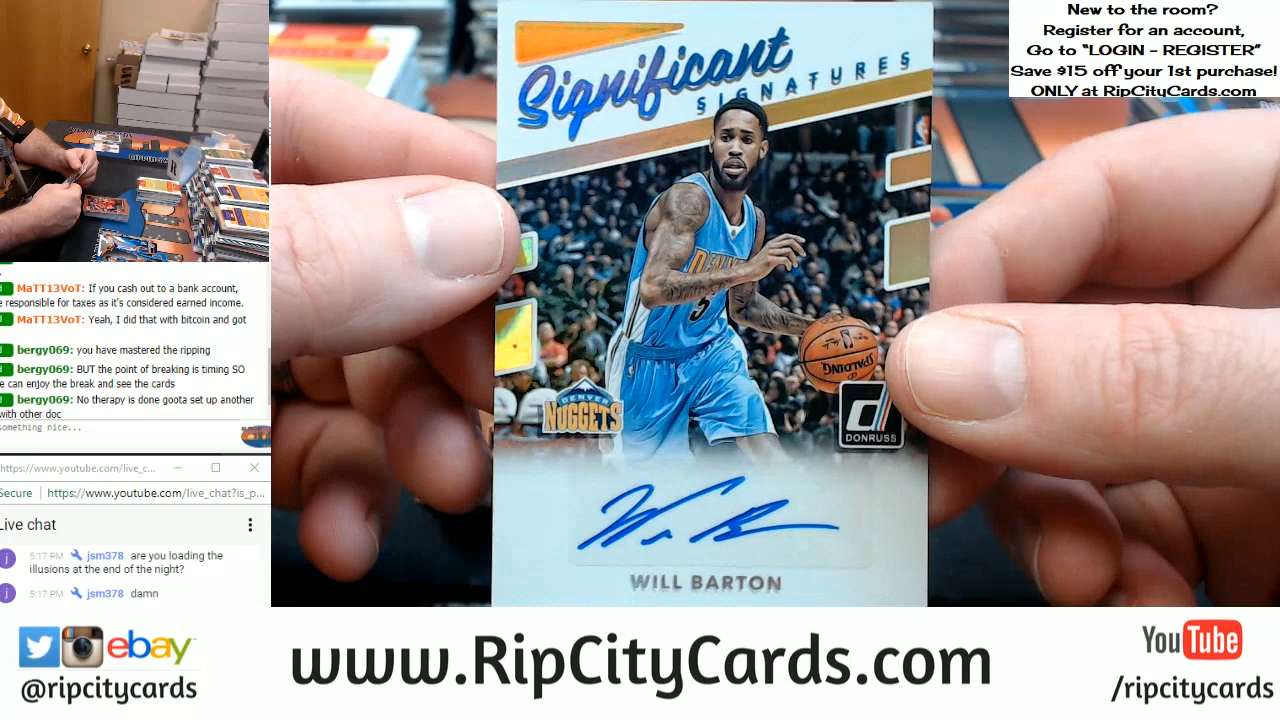 New to the room?
Register for an account,
Go to “LOGIN - REGISTER”
Save $15 off your 1st purchase!
ONLY at RipCityCards.com
Significant
SIGNATURES
DENVER
NUGGETS
5
SPALDING
d
DONRUSS
WILL BARTON
MaTT13VoT: If you cash out to a bank account,
e responsible for taxes as it's considered earned income.
MaTT13VoT: Yeah, I did that with bitcoin and got
bergy069: you have mastered the ripping
bergy069: BUT the point of breaking is timing SO
e can enjoy the break and see the cards
bergy069: No therapy is done goota set up another
with other doc
something nice...
https://www.youtube.com/live_c...
Secure https://www.youtube.com/live_chat?is_p...
Live chat
j 5:17 PM jsm378 are you loading the
illusions at the end of the night?
j 5:17 PM jsm378 damn
ebay
@ripcitycards
www.RipCityCards.com
YouTube
/ripcitycards